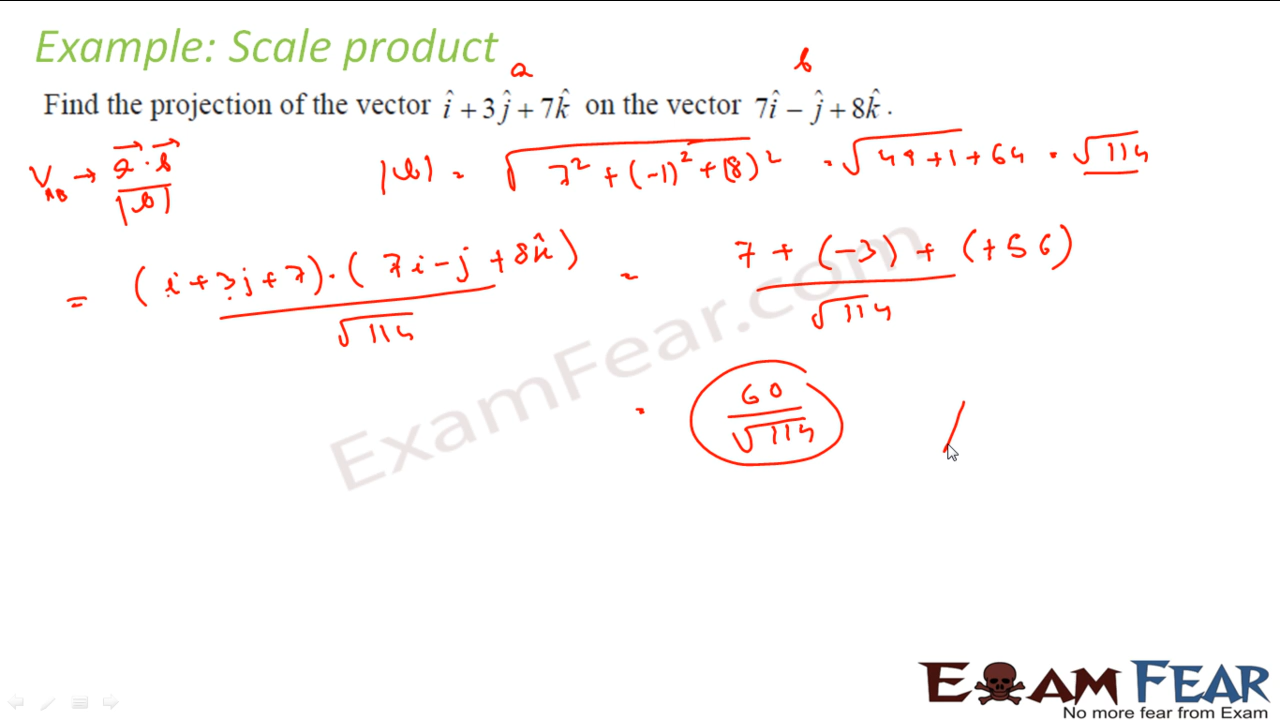 Example: Scale product
a b
Find the projection of the vector î + 3ĵ + 7k̂ on the vector 7î − ĵ + 8k̂ .
V_AB → (a⃗ · b⃗) / |b| |b| = √(7² + (-1)² + (8)²) = √(49 + 1 + 64) = √114
= (i + 3j + 7) · (7i − j + 8k̂) / √114 = (7 + (-3) + (+56)) / √114
= 60 / √114
ExamFear.com
EXAM FEAR
No more fear from Exam